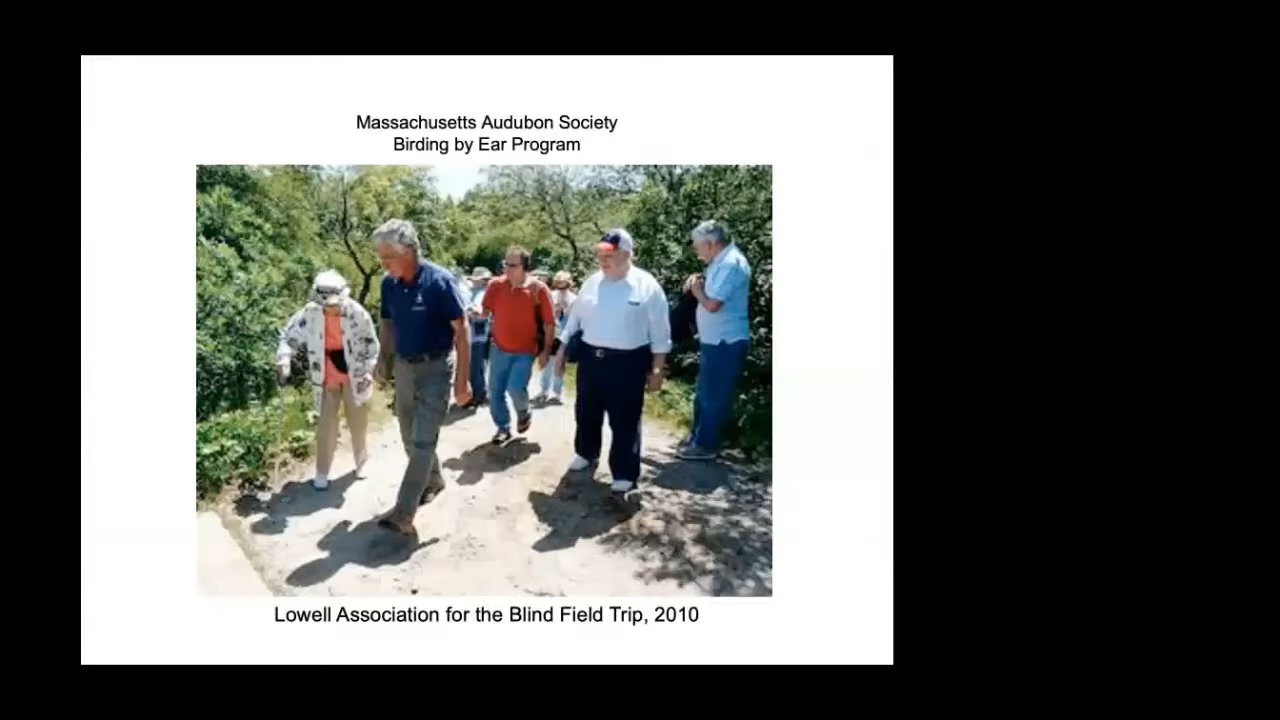 Massachusetts Audubon Society
Birding by Ear Program
Lowell Association for the Blind Field Trip, 2010